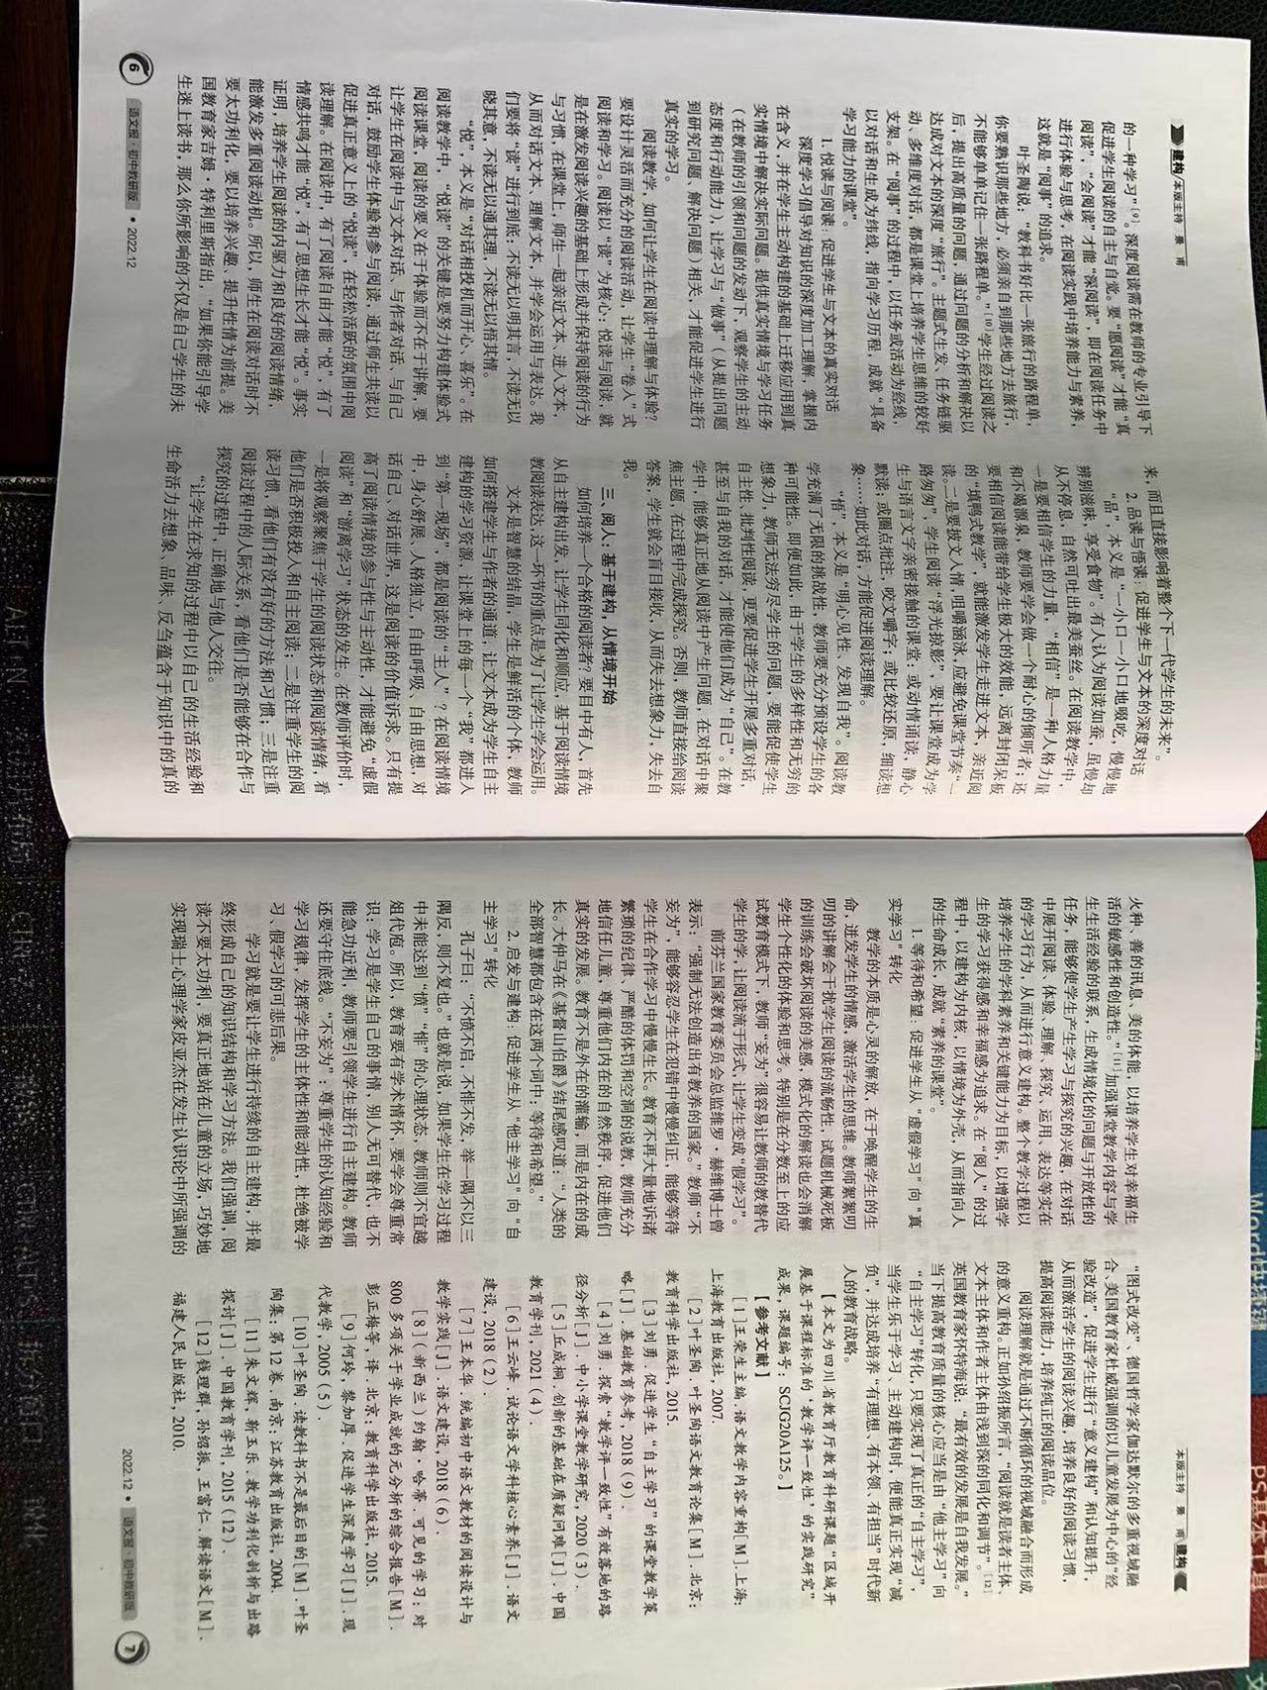 建构 本版主持
的一种学习”[9]。深度阅读需在教师的专业引导下
促进学生阅读的自主与自觉。要“愿阅读”才能“真
阅读”，“会阅读”才能“深阅读”，即在阅读任务中
进行体验与思考，在阅读实践中培养能力与素养，
这就是“阅事”的追求。
叶圣陶说：“教科书好比一张旅行的路程单，
你要熟识那些地方，必须亲自到那些地方去旅行，
不能够单单记住一张路程单。”[10]学生经过阅读之
后，提出高质量的问题，通过问题的分析和解决以
达成对文本的深度“旅行”。主题式生发、任务链驱
动、多维度对话，都是课堂上培养学生思维的较好
支架。在“阅事”的过程中，以任务或活动为经线，
以对话和生成为纬线，指向学习历程，成就“具备
学习能力的课堂”。
1. 悦读与阅读：促进学生与文本的真实对话
深度学习倡导对知识的深度加工理解，掌握内
在含义，并在学生主动构建的基础上迁移应用到真
实情境中解决实际问题。提供真实情境与学习任务
（在教师的引领和问题的发动下，观察学生的主动
态度和行动能力），让学习与“做事”（从提出问题
到研究问题、解决问题）相关，才能促进学生进行
真实的学习。
阅读教学，如何让学生在阅读中理解与体验？
要设计灵活而充分的阅读活动，让学生“卷入”式
阅读和学习。阅读以“读”为核心：悦读与阅读，就
是在激发阅读兴趣的基础上形成并保持阅读的行为
与习惯，在课堂上，师生一起亲近文本，进入文本，
从而对话文本、理解文本，并学会运用与表达。我
们要将“读”进行到底：不读无以明其言，不读无以
晓其意，不读无以通其理，不读无以悟其情。
“悦”，本义是“对话相投机而开心、喜乐”。在
阅读教学中，“悦读”的关键是要努力构建体验式
阅读课堂，阅读的要义在于体验而不在于讲解，要
让学生在阅读中与文本对话、与作者对话、与自己
对话，鼓励学生体验和参与阅读，通过师生共读以
促进真正意义上的“悦读”，在轻松活跃的氛围中阅
读理解。在阅读中，有了阅读自由才能“悦”，有了
情感共鸣才能“悦”，有了思想生长才能“悦”。事实
证明，培养学生阅读的内驱力和良好的阅读情绪，
能激发多重阅读动机。所以，师生在阅读对话时不
要太功利化，要以培养兴趣、提升性情为前提。美
国教育家吉姆·特利里斯指出，“如果你能引导学
生迷上读书，那么你所影响的不仅是自己学生的未
来，而且直接影响着整个下一代学生的未来”。
2. 品读与悟读：促进学生与文本的深度对话
“品”，本义是“一小口一小口地啜吃，慢慢地
辨别滋味，享受食物”。有人认为阅读如蚕，虽慢却
从不停息，自然可吐出最美蚕丝。在阅读教学中，
一是要相信学生的力量，“相信”是一种人格力量
和不竭源泉，教师要学会做一个耐心的倾听者；还
要相信阅读能带给学生极大的效能，远离封闭呆板
的“填鸭式教学”，就能激发学生走进文本，亲近阅
读。二是要披文入情，咀嚼涵泳，应避免课堂节奏“一
路匆匆”，学生阅读“浮光掠影”，要让课堂成为学
生与语言文字亲密接触的课堂；或动情诵读，静心
默读；或圈点批注，咬文嚼字；或比较还原，细读想
象……如此对话，方能促进阅读理解。
“悟”，本义是“明心见性，发现自我”。阅读教
学充满了无限的挑战性，教师要充分预设学生的各
种可能性。即便如此，由于学生的多样性和无穷的
想象力，教师无法穷尽学生的问题，要能促使学生
自主性、批判性阅读，更要促进学生开展多重对话，
甚至与自我的对话，才能使他们成为“自己”。在教
学中，能够真正地从阅读中产生问题，在对话中聚
焦主题，在过程中完成探究。否则，教师直接给阅读
答案，学生就会盲目接收，从而失去想象力，失去自
我。
三、阅人：基于建构，从情境开始
如何培养一个合格的阅读者？要目中有人，首先
从自主建构出发，让学生同化和顺应，基于阅读情境
教阅读表达，这一环节的重点是为了让学生学会运用。
文本是智慧的结晶，学生是鲜活的个体，教师
如何搭建学生与作者的通道，让文本成为学生自主
建构的学习资源，让课堂上的每一个“我”都进入
到“第一现场”，都是阅读的“主人”？在阅读情境
中，身心舒展、人格独立，自由呼吸、自由思想，对
话自己、对话世界，这是阅读的价值诉求。只有提
高了阅读情境的参与性与主动性，才能避免“虚假
阅读”和“游离学习”状态的发生。在教师评价时，
一是将观察聚焦于学生的阅读状态和阅读情绪，看
他们是否积极投入和自主阅读；二是注重学生的阅
读习惯，看他们有没有好的方法和习惯；三是注重
阅读过程中的人际关系，看他们是否能够在合作与
探究的过程中，正确地与他人交往。
“让学生在求知的过程中以自己的生活经验和
生命活力去想象、品味、反刍蕴含于知识中的真的
6 语文报·初中教研版 • 2022.12
本版主持 建构
火种、善的讯息、美的体能，以培养学生对幸福生
活的敏感性和创造性。”[11]加强课堂教学内容与学
生生活经验的联系，生成情境化的问题与开放性的
任务，能够使学生产生学习与探究的兴趣，在对话
中展开阅读、体验、理解、探究、运用、表达等实在
的学习行为，从而进行意义建构。整个教学过程以
培养学生的学科素养和关键能力为目标，以增强学
生的学习获得感和幸福感为追求。在“阅人”的过
程中，以建构为内核，以情境为外壳，从而指向人
的生命成长，成就“素养的课堂”。
1. 等待和希望：促进学生从“虚假学习”向“真
实学习”转化
教学的本质是心灵的解放，在于唤醒学生的生
命，迸发学生的情感，激活学生的思维。教师絮絮叨
叨的讲解会干扰学生阅读的流畅性，试题机械死板
的训练会破坏阅读的美感，模式化的解读也会消解
学生个性化的体验和思考。特别是在分数至上的应
试教育模式下，教师“妄为”很容易让教师的教替代
学生的学，让阅读流于形式，让学生变成“假学习”。
前芬兰国家教育委员会总监维罗·赫维博士曾
表示：“强制无法创造出有教养的国家。”教师“不
妄为”，能够容忍学生在犯错中慢慢纠正，能够等待
学生在合作学习中慢慢生长。教育不再大量地诉诸
繁琐的纪律、严酷的体罚和空洞的说教，教师充分
地信任儿童，尊重他们内在的自然秩序，促进他们
真实的发展。教育不是外在的灌输，而是内在的成
长。大仲马在《基督山伯爵》结尾感叹道：“人类的
全部智慧都包含在这两个词中：等待和希望。”
2. 启发与建构：促进学生从“他主学习”向“自
主学习”转化
孔子曰：“不愤不启，不悱不发，举一隅不以三
隅反，则不复也。”也就是说，如果学生在学习过程
中未能达到“愤”“悱”的心理状态，教师则不宜越
俎代庖。所以，教育要有学术情怀，要学会尊重常
识：学习是学生自己的事情，别人无可替代，也不
能急功近利，教师要引领学生进行自主建构。教师
还要守住底线。“不妄为”：尊重学生的认知经验和
学习规律，发挥学生的主体性和能动性，杜绝被学
习、假学习的可悲后果。
学习就是要让学生进行持续的自主建构，并最
终形成自己的知识结构和学习方法。我们强调，阅
读不要太功利，要真正地站在儿童的立场，巧妙地
实现瑞士心理学家皮亚杰在发生认识论中所强调的
“图式改变”、德国哲学家伽达默尔的多重视域融
合、美国教育家杜威强调的以儿童发展为中心的“经
验改造”，促进学生进行“意义建构”和认知提升，
从而激活学生的阅读兴趣，培养良好的阅读习惯，
提高阅读能力，培养纯正的阅读品位。
阅读理解就是通过不断循环的视域融合而形成
的意义重构。正如孙绍振所言，“阅读就是读者主体、
文本主体和作者主体由浅到深的同化和调节”。[12]
英国教育家怀特海说：“最有效的发展是自我发展。”
当下提高教育质量的核心应当是由“他主学习”向
“自主学习”转化，只要实现了真正的“自主学习”，
当学生乐于学习、主动建构时，便能真正实现“减
负”，并达成培养“有理想、有本领、有担当”时代新
人的教育战略。
【本文为四川省教育厅教育科研课题“区域开
展基于课程标准的‘教学评一致性’的实践研究”
成果，课题编号：SCJG20A125。】
【参考文献】
［1］王荣生主编．语文教学内容重构[M]．上海：
上海教育出版社，2007．
［2］叶圣陶．叶圣陶语文教育论集[M]．北京：
教育科学出版社，2015．
［3］刘勇．促进学生“自主学习”的课堂教学策
略[J]．基础教育参考，2018（9）．
［4］刘勇．探索“教学评一致性”有效落地的路
径分析[J]．中小学课堂教学研究，2020（3）．
［5］丘成桐．创新的基础在质疑问难[J]．中国
教育学刊，2021（4）．
［6］王云峰．试论语文学科核心素养[J]．语文
建设，2018（2）．
［7］王本华．统编初中语文教材的阅读设计与
教学实践[J]．语文建设，2018（6）．
［8］（新西兰）约翰·哈蒂．可见的学习：对
800 多项关于学业成就的元分析的综合报告[M]．
彭正梅等，译．北京：教育科学出版社，2015．
［9］何玲，黎加厚．促进学生深度学习[J]．现
代教学，2005（5）．
［10］叶圣陶．读教科书不是最后目的[M]．叶圣
陶集：第 12 卷．南京：江苏教育出版社，2004．
［11］朱文辉，靳玉乐．教学功利化剖析与出路
探讨[J]．中国教育学刊，2015（12）．
［12］钱理群，孙绍振，王富仁．解读语文[M]．
福建人民出版社，2010．
2022.12 • 语文报·初中教研版 7